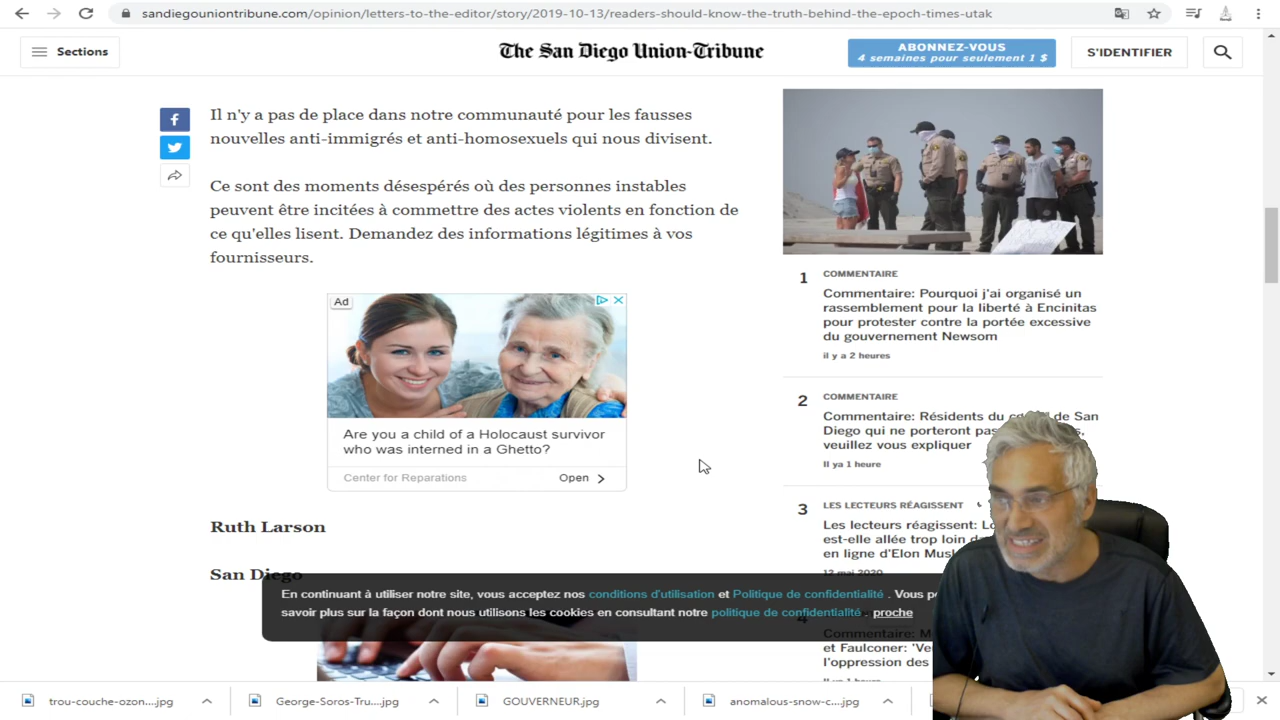 sandiegouniontribune.com/opinion/letters-to-the-editor/story/2019-10-13/readers-should-know-the-truth-behind-the-epoch-times-utak
Sections
The San Diego Union-Tribune
ABONNEZ-VOUS
4 semaines pour seulement 1 $
S'IDENTIFIER
Il n'y a pas de place dans notre communauté pour les fausses
nouvelles anti-immigrés et anti-homosexuels qui nous divisent.
Ce sont des moments désespérés où des personnes instables
peuvent être incitées à commettre des actes violents en fonction de
ce qu'elles lisent. Demandez des informations légitimes à vos
fournisseurs.
Ad
Are you a child of a Holocaust survivor
who was interned in a Ghetto?
Center for Reparations
Open
Ruth Larson
San Diego
1
COMMENTAIRE
Commentaire: Pourquoi j'ai organisé un
rassemblement pour la liberté à Encinitas
pour protester contre la portée excessive
du gouvernement Newsom
il y a 2 heures
2
COMMENTAIRE
Commentaire: Résidents du de San
Diego qui ne porteront
veuillez vous expliquer
Il ya 1 heure
3
LES LECTEURS RÉAGISSENT
Les lecteurs réagissent:
est-elle allée trop loin
en ligne d'Elon
12 mai 2020
Commentaire:
et Faulconer:
l'oppression des
Il ya 1 heure
En continuant à utiliser notre site, vous acceptez nos conditions d'utilisation et Politique de confidentialité . Vous
savoir plus sur la façon dont nous utilisons les cookies en consultant notre politique de confidentialité . proche
trou-couche-ozon....jpg
George-Soros-Tru....jpg
GOUVERNEUR.jpg
anomalous-snow-c....jpg